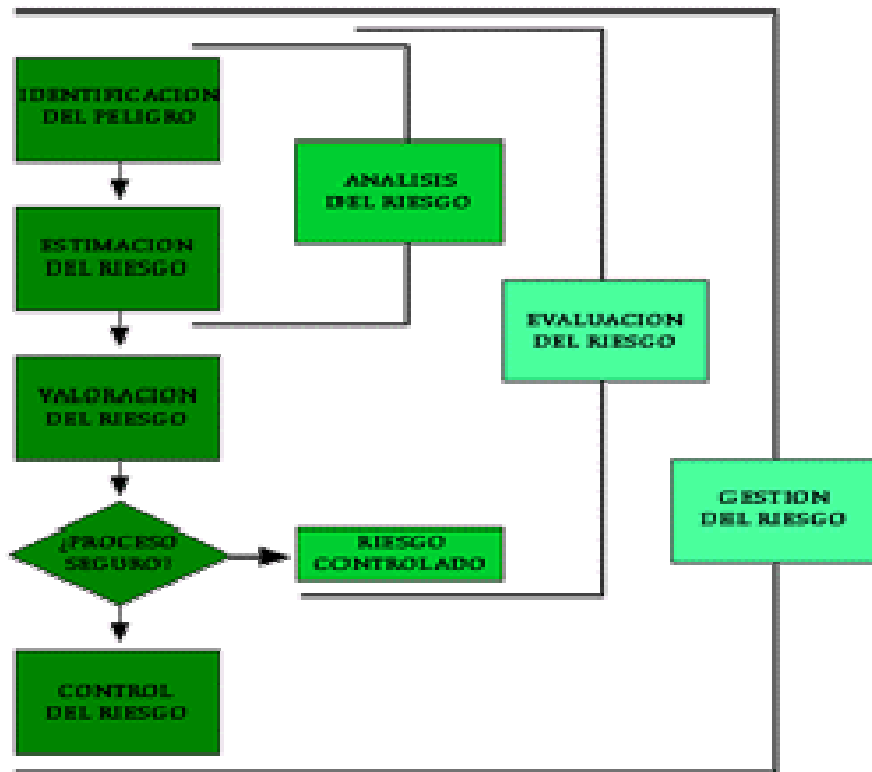 IDENTIFICACION
DEL PELIGRO
ANALISIS
DEL RIESGO
ESTIMACION
DEL RIESGO
EVALUACION
DEL RIESGO
VALORACION
DEL RIESGO
GESTION
DEL RIESGO
¿PROCESO
SEGURO?
RIESGO
CONTROLADO
CONTROL
DEL RIESGO